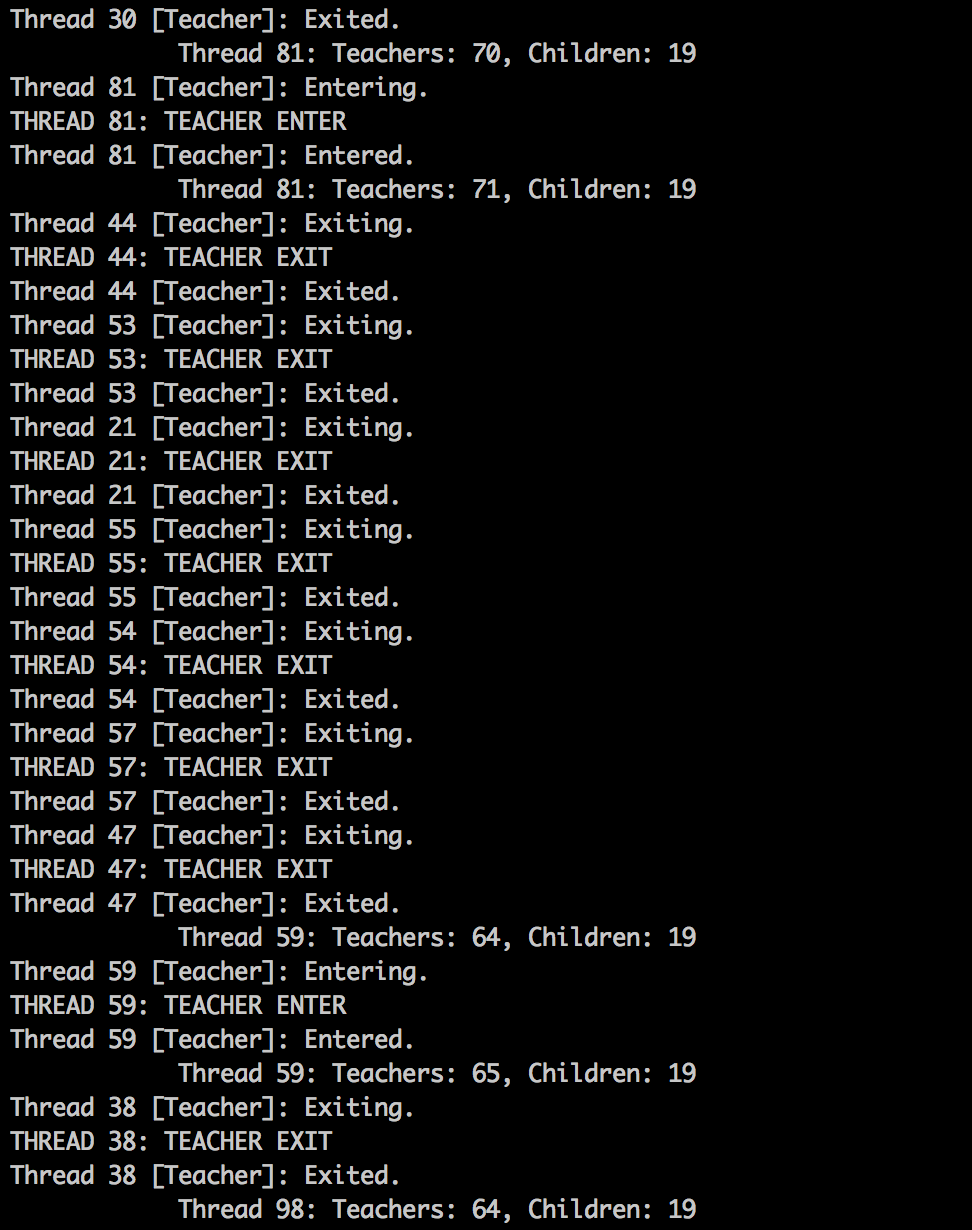 Thread 30 [Teacher]: Exited.
Thread 81: Teachers: 70, Children: 19
Thread 81 [Teacher]: Entering.
THREAD 81: TEACHER ENTER
Thread 81 [Teacher]: Entered.
Thread 81: Teachers: 71, Children: 19
Thread 44 [Teacher]: Exiting.
THREAD 44: TEACHER EXIT
Thread 44 [Teacher]: Exited.
Thread 53 [Teacher]: Exiting.
THREAD 53: TEACHER EXIT
Thread 53 [Teacher]: Exited.
Thread 21 [Teacher]: Exiting.
THREAD 21: TEACHER EXIT
Thread 21 [Teacher]: Exited.
Thread 55 [Teacher]: Exiting.
THREAD 55: TEACHER EXIT
Thread 55 [Teacher]: Exited.
Thread 54 [Teacher]: Exiting.
THREAD 54: TEACHER EXIT
Thread 54 [Teacher]: Exited.
Thread 57 [Teacher]: Exiting.
THREAD 57: TEACHER EXIT
Thread 57 [Teacher]: Exited.
Thread 47 [Teacher]: Exiting.
THREAD 47: TEACHER EXIT
Thread 47 [Teacher]: Exited.
Thread 59: Teachers: 64, Children: 19
Thread 59 [Teacher]: Entering.
THREAD 59: TEACHER ENTER
Thread 59 [Teacher]: Entered.
Thread 59: Teachers: 65, Children: 19
Thread 38 [Teacher]: Exiting.
THREAD 38: TEACHER EXIT
Thread 38 [Teacher]: Exited.
Thread 98: Teachers: 64, Children: 19